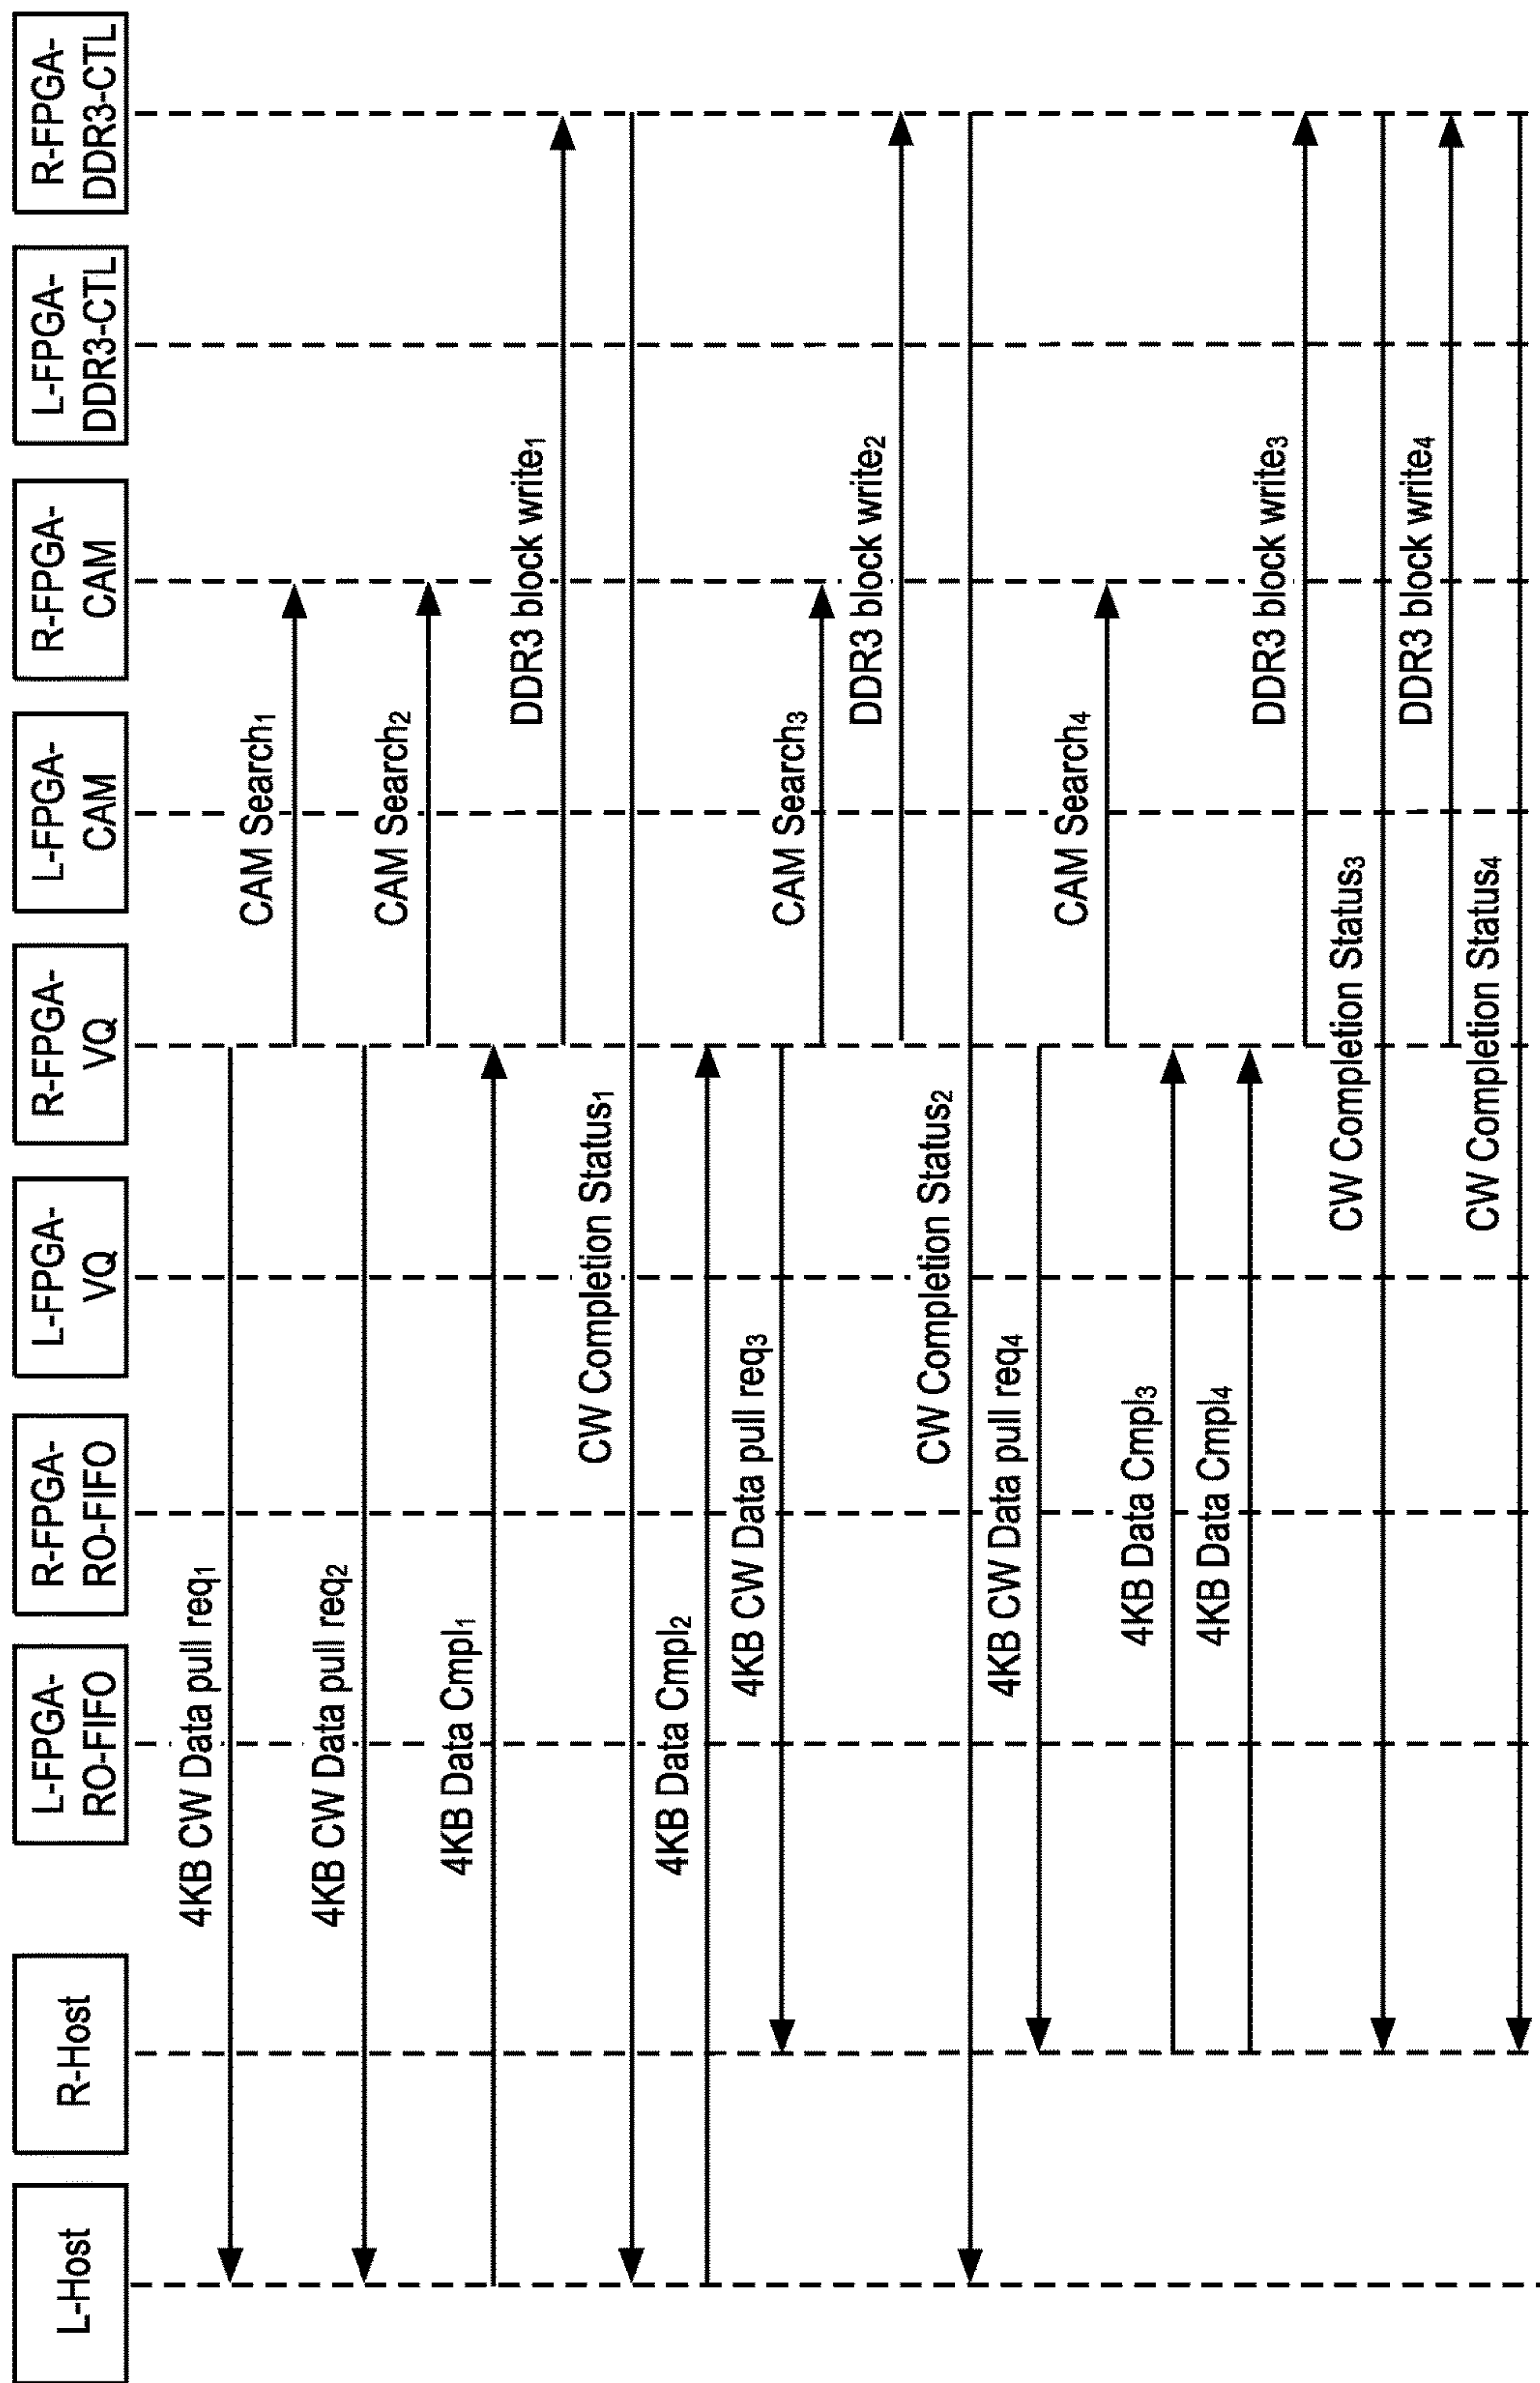 L-Host
R-Host
L-FPGA-
RO-FIFO
R-FPGA-
RO-FIFO
L-FPGA-
VQ
R-FPGA-
VQ
L-FPGA-
CAM
R-FPGA-
CAM
L-FPGA-
DDR3-CTL
R-FPGA-
DDR3-CTL
4KB CW Data pull req₁
CAM Search₁
4KB CW Data pull req₂
CAM Search₂
4KB Data Cmpl₁
DDR3 block write₁
CW Completion Status₁
4KB Data Cmpl₂
4KB CW Data pull req₃
CAM Search₃
DDR3 block write₂
CW Completion Status₂
4KB CW Data pull req₄
CAM Search₄
4KB Data Cmpl₃
4KB Data Cmpl₄
DDR3 block write₃
CW Completion Status₃
DDR3 block write₄
CW Completion Status₄